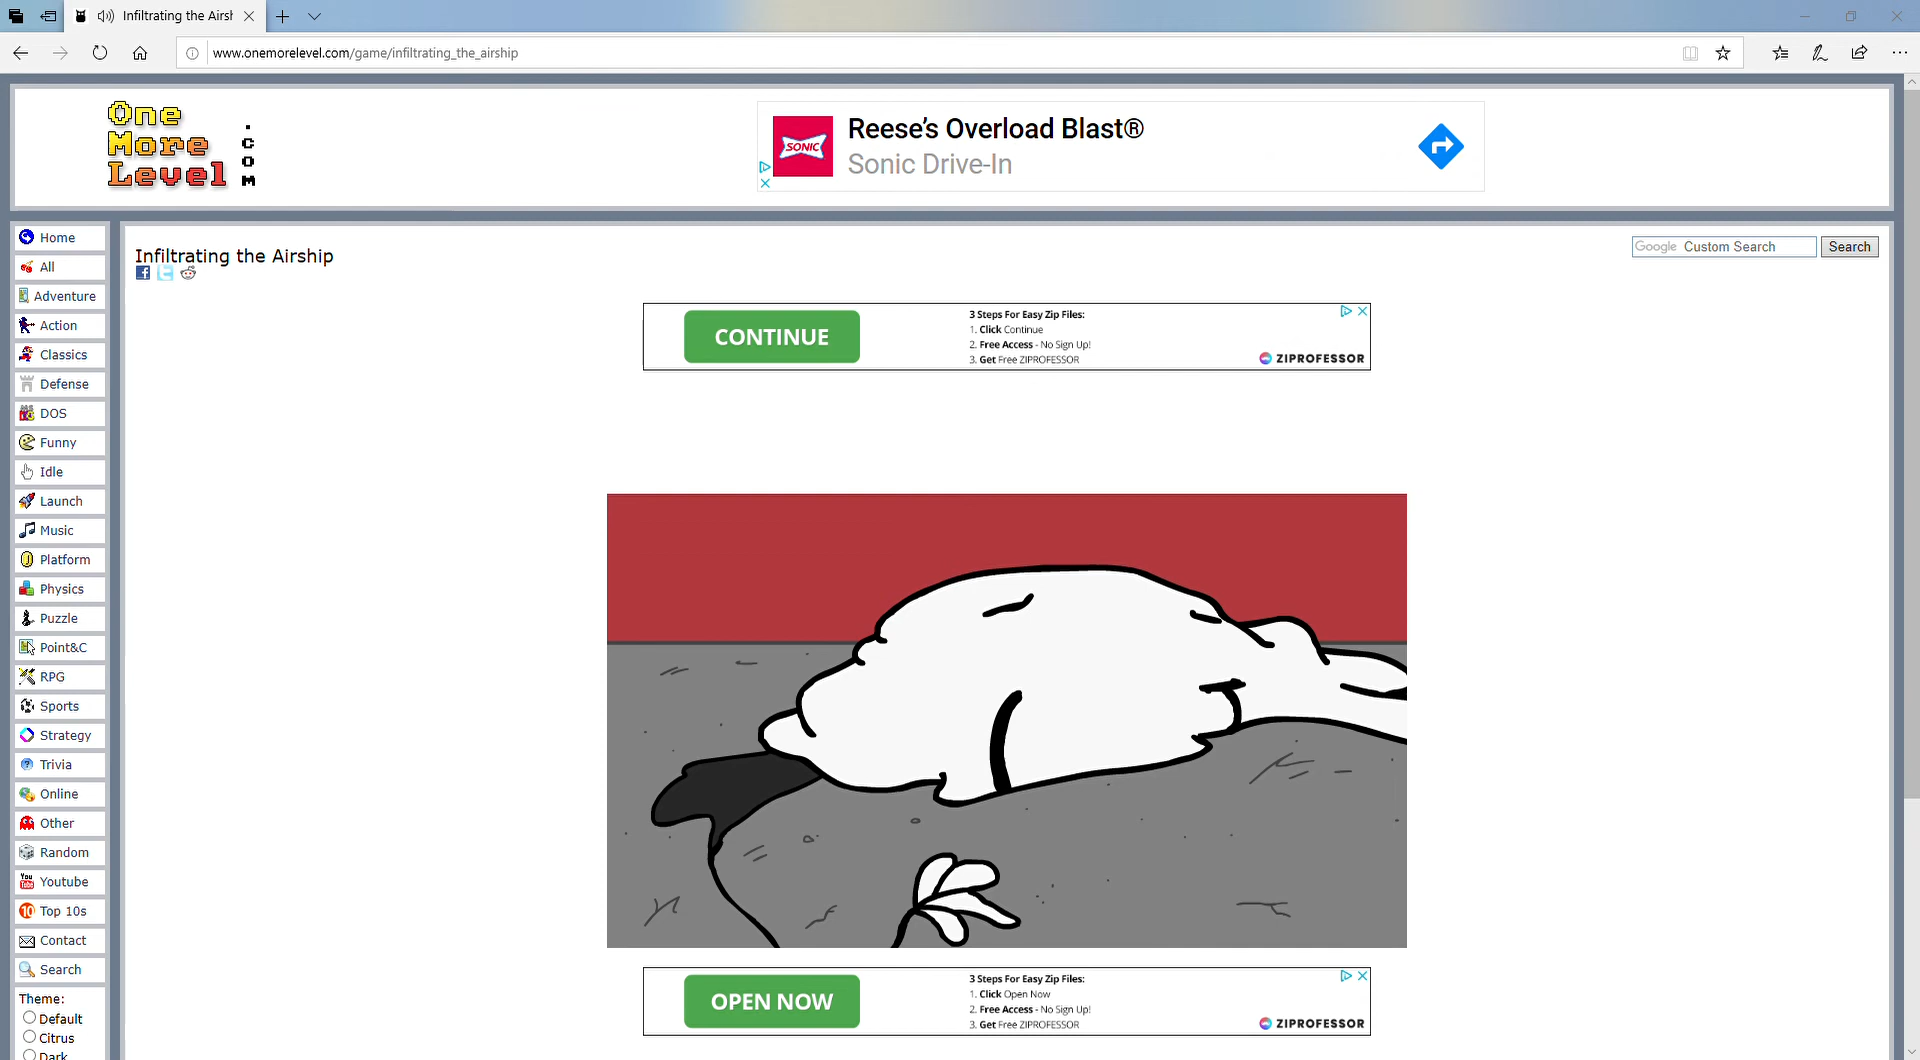 Infiltrating the Airsh
www.onemorelevel.com/game/infiltrating_the_airship
One
More
Level
.com
SONIC
Reese's Overload Blast®
Sonic Drive-In
Home
All
Adventure
Action
Classics
Defense
DOS
Funny
Idle
Launch
Music
Platform
Physics
Puzzle
Point&C
RPG
Sports
Strategy
Trivia
Online
Other
Random
Youtube
Top 10s
Contact
Search
Theme:
Default
Citrus
Dark
Infiltrating the Airship
Google Custom Search
Search
CONTINUE
3 Steps For Easy Zip Files:
1. Click Continue
2. Free Access - No Sign Up!
3. Get Free ZIPROFESSOR
ZIPROFESSOR
OPEN NOW
3 Steps For Easy Zip Files:
1. Click Open Now
2. Free Access - No Sign Up!
3. Get Free ZIPROFESSOR
ZIPROFESSOR